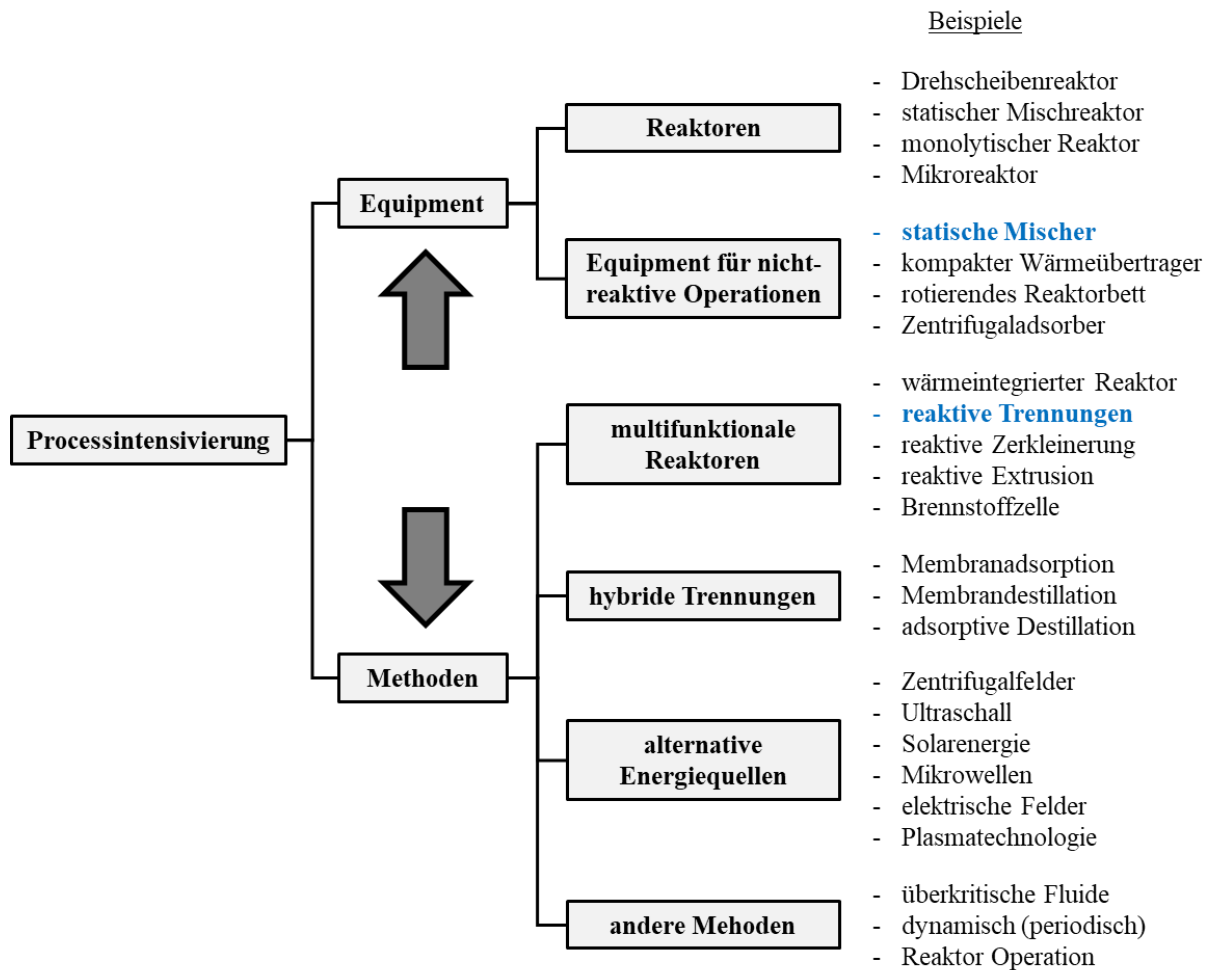 Beispiele
Reaktoren
- Drehscheibenreaktor
- statischer Mischreaktor
- monolytischer Reaktor
- Mikroreaktor
Equipment
Equipment für nicht-
reaktive Operationen
- statische Mischer
- kompakter Wärmeübertrager
- rotierendes Reaktorbett
- Zentrifugaladsorber
Processintensivierung
multifunktionale
Reaktoren
- wärmeintegrierter Reaktor
- reaktive Trennungen
- reaktive Zerkleinerung
- reaktive Extrusion
- Brennstoffzelle
hybride Trennungen
- Membranadsorption
- Membrandestillation
- adsorptive Destillation
Methoden
alternative
Energiequellen
- Zentrifugalfelder
- Ultraschall
- Solarenergie
- Mikrowellen
- elektrische Felder
- Plasmatechnologie
andere Mehoden
- überkritische Fluide
- dynamisch (periodisch)
- Reaktor Operation